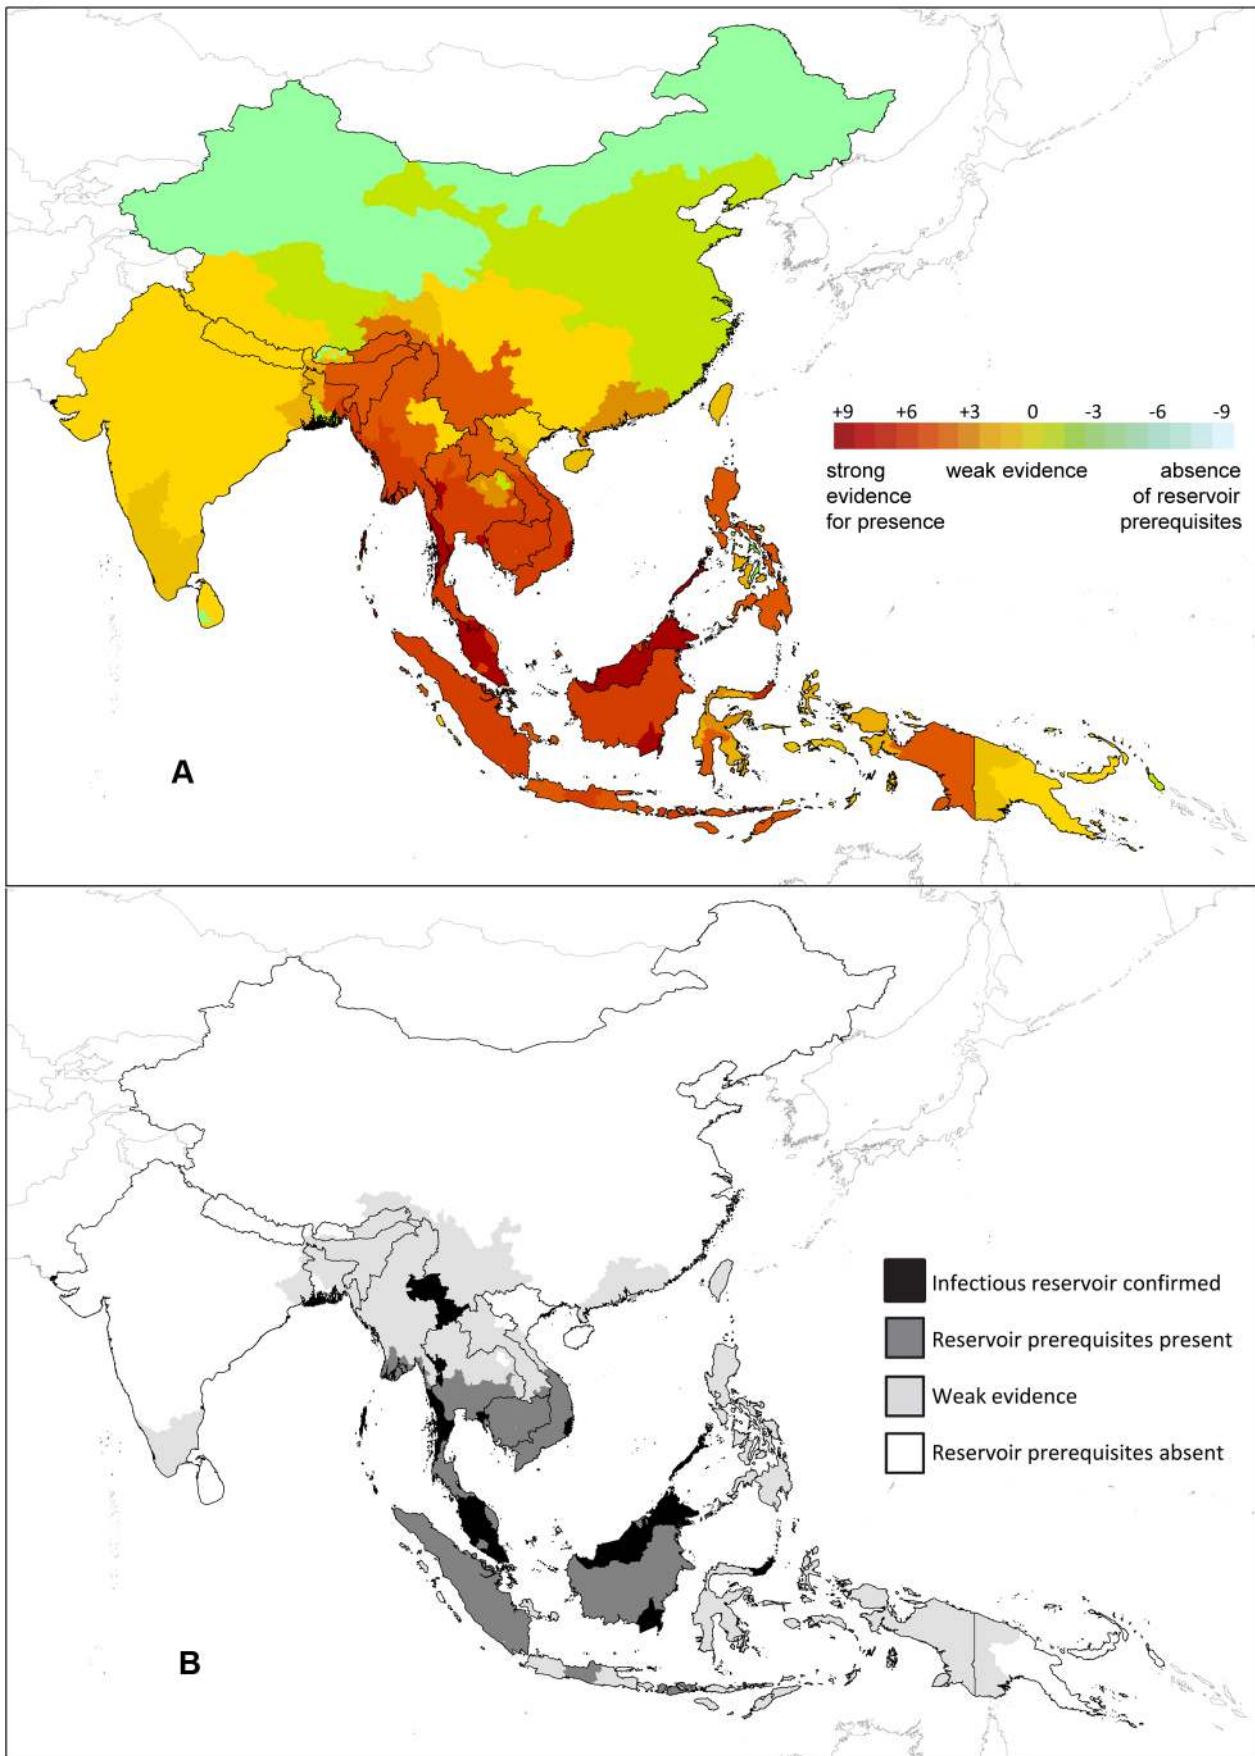 +9 +6 +3 0 -3 -6 -9
strong weak evidence absence
evidence of reservoir
for presence prerequisites
A
Infectious reservoir confirmed
Reservoir prerequisites present
Weak evidence
Reservoir prerequisites absent
B